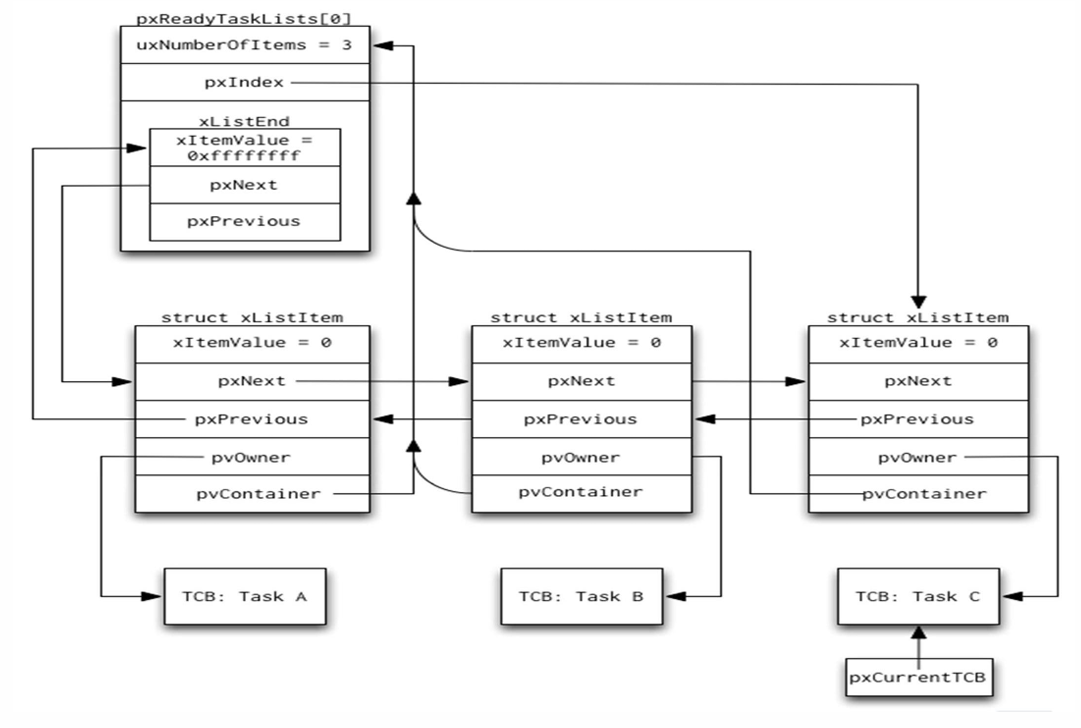 pxReadyTaskLists[0]
uxNumberOfItems = 3
pxIndex
xListEnd
xItemValue =
0xffffffff
pxNext
pxPrevious
struct xListItem
xItemValue = 0
pxNext
pxPrevious
pvOwner
pvContainer
struct xListItem
xItemValue = 0
pxNext
pxPrevious
pvOwner
pvContainer
struct xListItem
xItemValue = 0
pxNext
pxPrevious
pvOwner
pvContainer
TCB: Task A
TCB: Task B
TCB: Task C
pxCurrentTCB